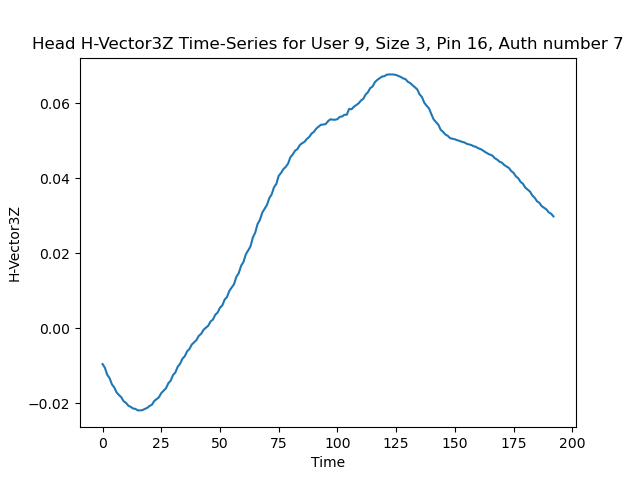 Head H-Vector3Z Time-Series for User 9, Size 3, Pin 16, Auth number 7
H-Vector3Z
0.06
0.04
0.02
0.00
−0.02
0 25 50 75 100 125 150 175 200
Time